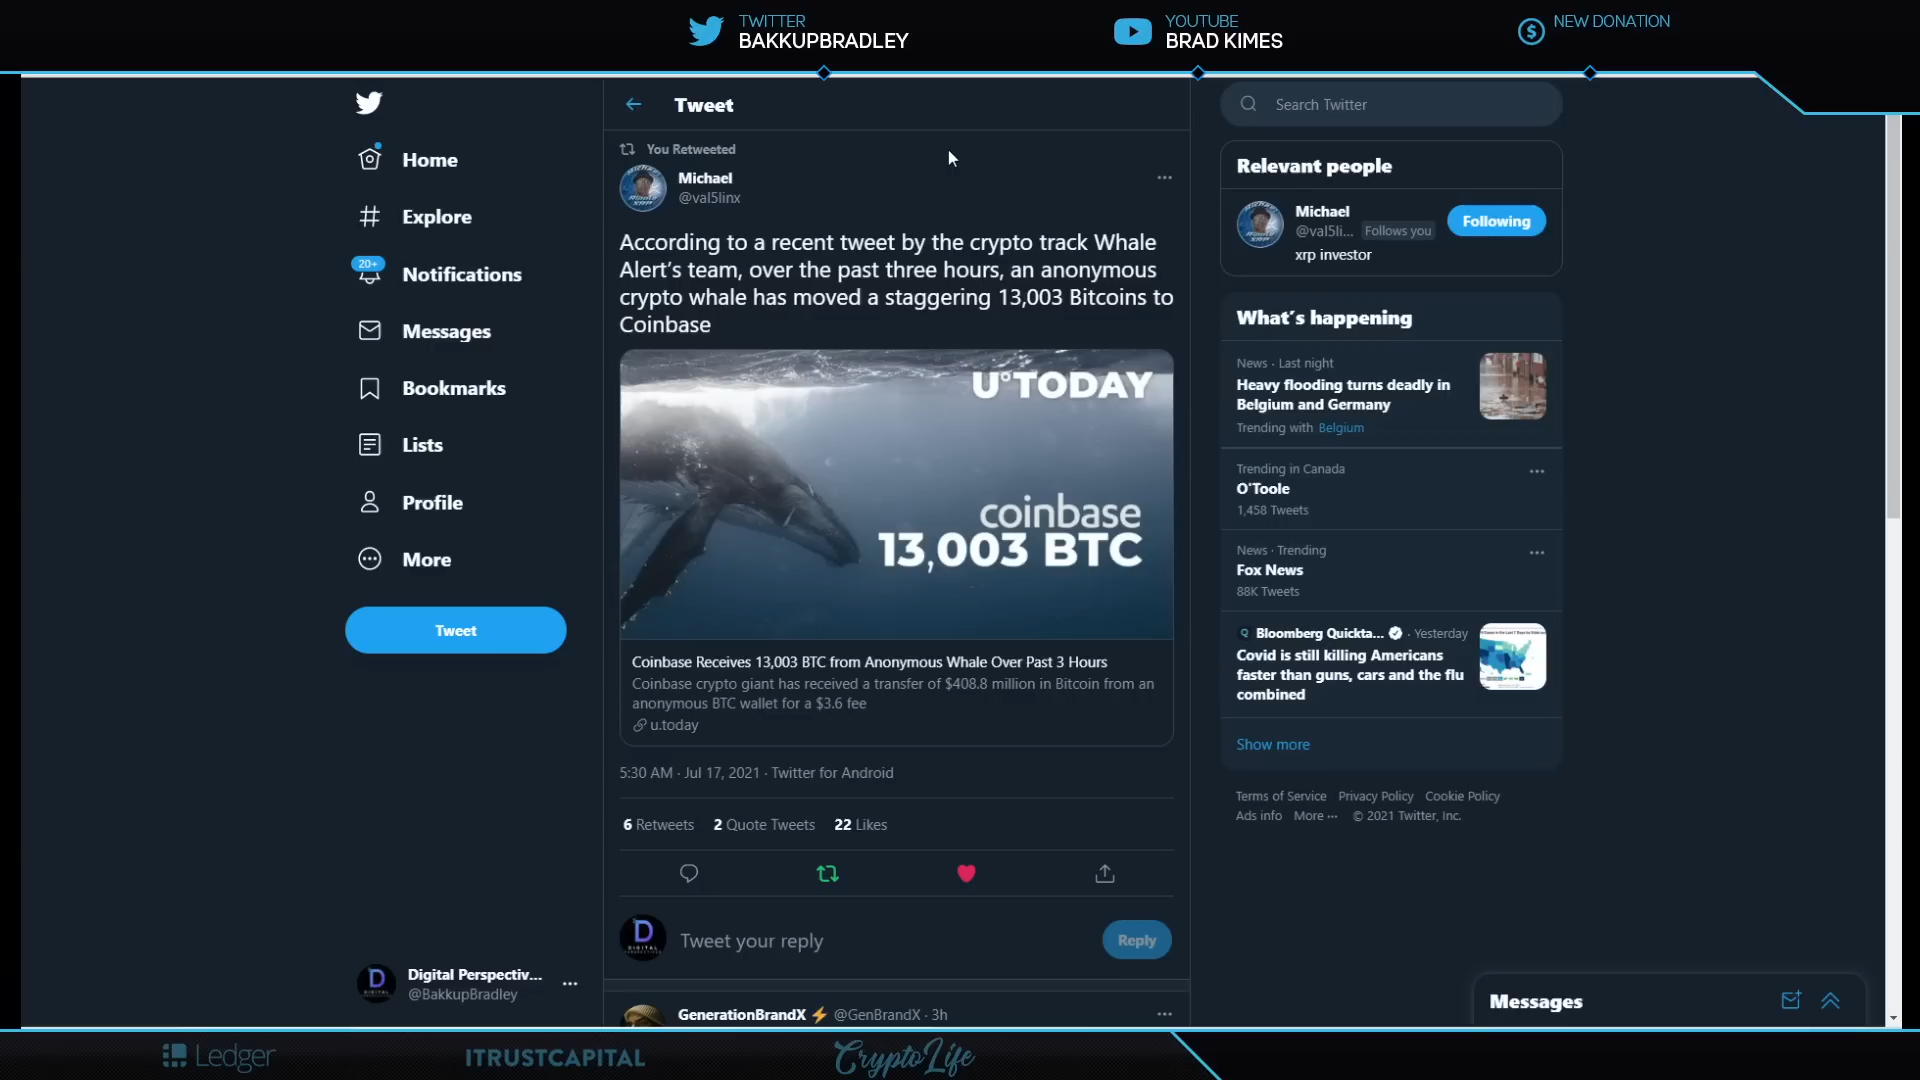 TWITTER
BAKKUPBRADLEY
YOUTUBE
BRAD KIMES
NEW DONATION
Home
Explore
20+
Notifications
Messages
Bookmarks
Lists
Profile
More
Tweet
Digital Perspectiv...
@BakkupBradley
Tweet
You Retweeted
Michael
@val5linx
According to a recent tweet by the crypto track Whale
Alert's team, over the past three hours, an anonymous
crypto whale has moved a staggering 13,003 Bitcoins to
Coinbase
U°TODAY
coinbase
13,003 BTC
Coinbase Receives 13,003 BTC from Anonymous Whale Over Past 3 Hours
Coinbase crypto giant has received a transfer of $408.8 million in Bitcoin from an
anonymous BTC wallet for a $3.6 fee
u.today
5:30 AM · Jul 17, 2021 · Twitter for Android
6 Retweets 2 Quote Tweets 22 Likes
Tweet your reply
Reply
GenerationBrandX ⚡ @GenBrandX · 3h
Search Twitter
Relevant people
Michael
@val5li... Follows you
Following
xrp investor
What's happening
News · Last night
Heavy flooding turns deadly in
Belgium and Germany
Trending with Belgium
Trending in Canada
O'Toole
1,458 Tweets
News · Trending
Fox News
88K Tweets
Bloomberg Quickta... · Yesterday
Covid is still killing Americans
faster than guns, cars and the flu
combined
Show more
Terms of Service Privacy Policy Cookie Policy
Ads info More ··· © 2021 Twitter, Inc.
Messages
Ledger
ITRUSTCAPITAL
CryptoLife